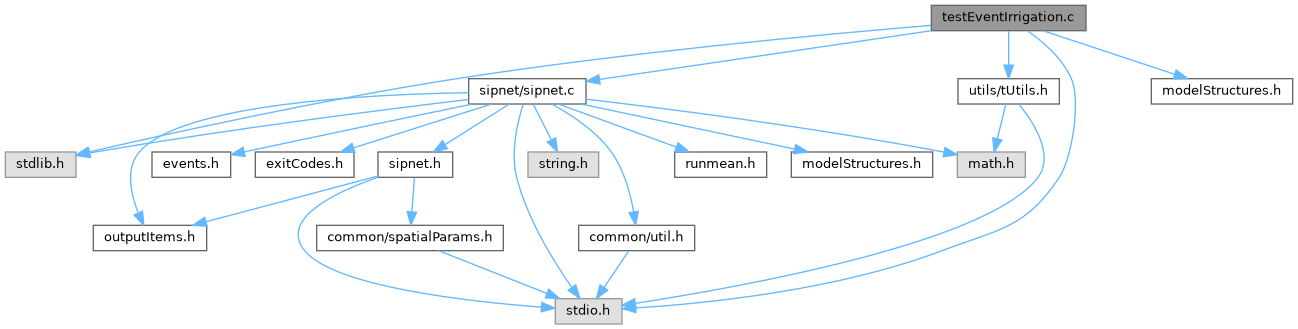 testEventIrrigation.c
sipnet/sipnet.c
utils/tUtils.h
modelStructures.h
stdlib.h
events.h
exitCodes.h
sipnet.h
string.h
runmean.h
modelStructures.h
math.h
outputItems.h
common/spatialParams.h
common/util.h
stdio.h